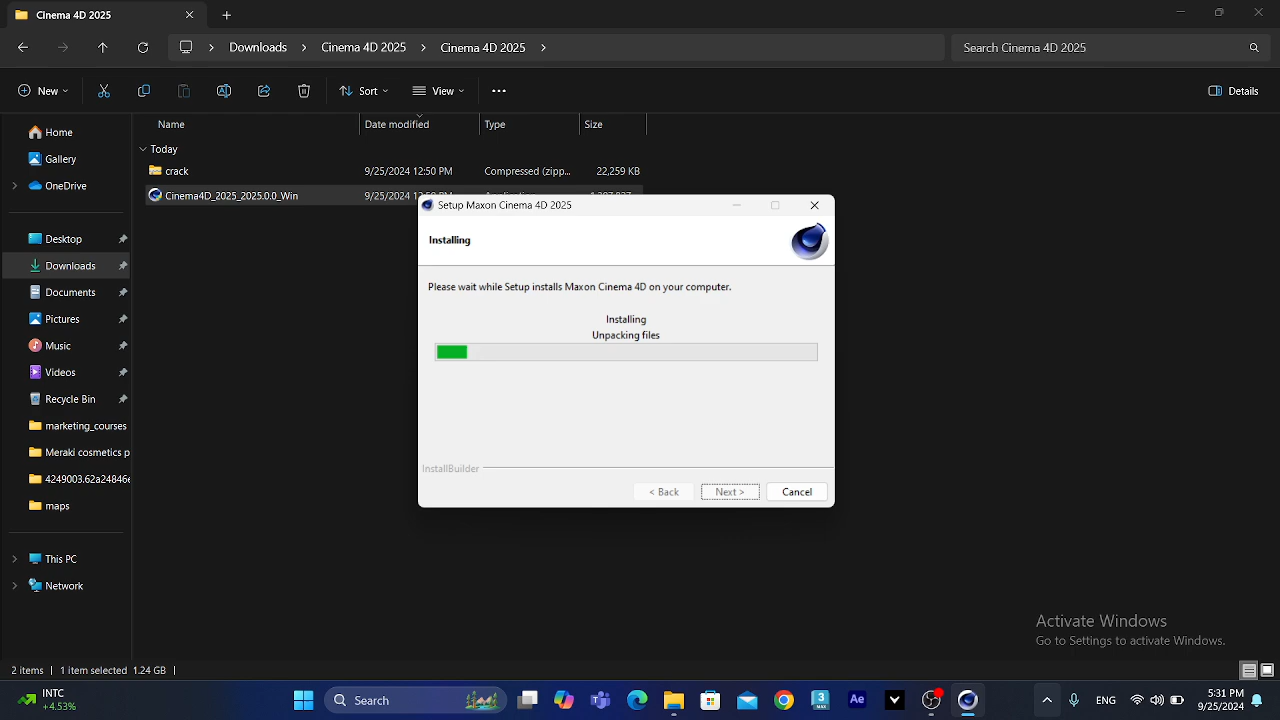 Cinema 4D 2025
Downloads
Cinema 4D 2025
Cinema 4D 2025
Search Cinema 4D 2025
New
Sort
View
Details
Name
Date modified
Type
Size
Today
crack
9/25/2024 12:50 PM
Compressed (zipp...
22,259 KB
Cinema4D_2025_2025.0.0_Win
9/25/2024
Home
Gallery
OneDrive
Desktop
Downloads
Documents
Pictures
Music
Videos
Recycle Bin
marketing_courses
Meraki cosmetics p
maps
This PC
Network
Setup Maxon Cinema 4D 2025
Installing
Please wait while Setup installs Maxon Cinema 4D on your computer.
Installing
Unpacking files
InstallBuilder
< Back
Next >
Cancel
Activate Windows
Go to Settings to activate Windows.
2 items
1 item selected 1.24 GB
INTC
+4.53%
Search
3
MAX
Ae
ENG
5:31 PM
9/25/2024